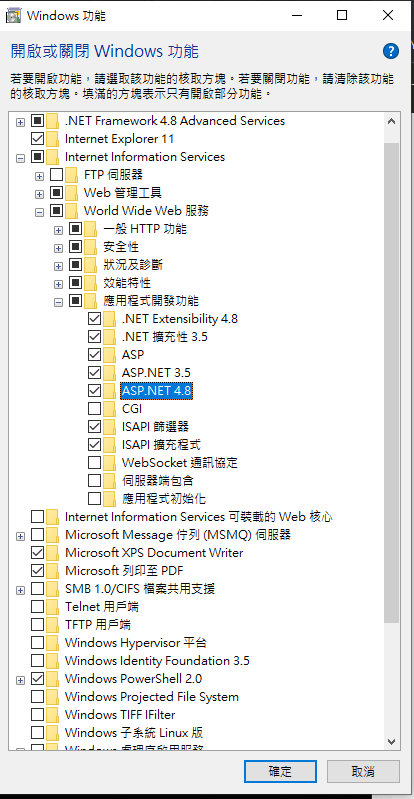 Windows 功能
開啟或關閉 Windows 功能
若要開啟功能，請選取該功能的核取方塊。若要關閉功能，請清除該功能
的核取方塊。填滿的方塊表示只有開啟部分功能。
.NET Framework 4.8 Advanced Services
Internet Explorer 11
Internet Information Services
FTP 伺服器
Web 管理工具
World Wide Web 服務
一般 HTTP 功能
安全性
狀況及診斷
效能特性
應用程式開發功能
.NET Extensibility 4.8
.NET 擴充性 3.5
ASP
ASP.NET 3.5
ASP.NET 4.8
CGI
ISAPI 篩選器
ISAPI 擴充程式
WebSocket 通訊協定
伺服器端包含
應用程式初始化
Internet Information Services 可裝載的 Web 核心
Microsoft Message 佇列 (MSMQ) 伺服器
Microsoft XPS Document Writer
Microsoft 列印至 PDF
SMB 1.0/CIFS 檔案共用支援
Telnet 用戶端
TFTP 用戶端
Windows Hypervisor 平台
Windows Identity Foundation 3.5
Windows PowerShell 2.0
Windows Projected File System
Windows TIFF IFilter
Windows 子系統 Linux 版
Windows 處理序啟用服務
確定
取消